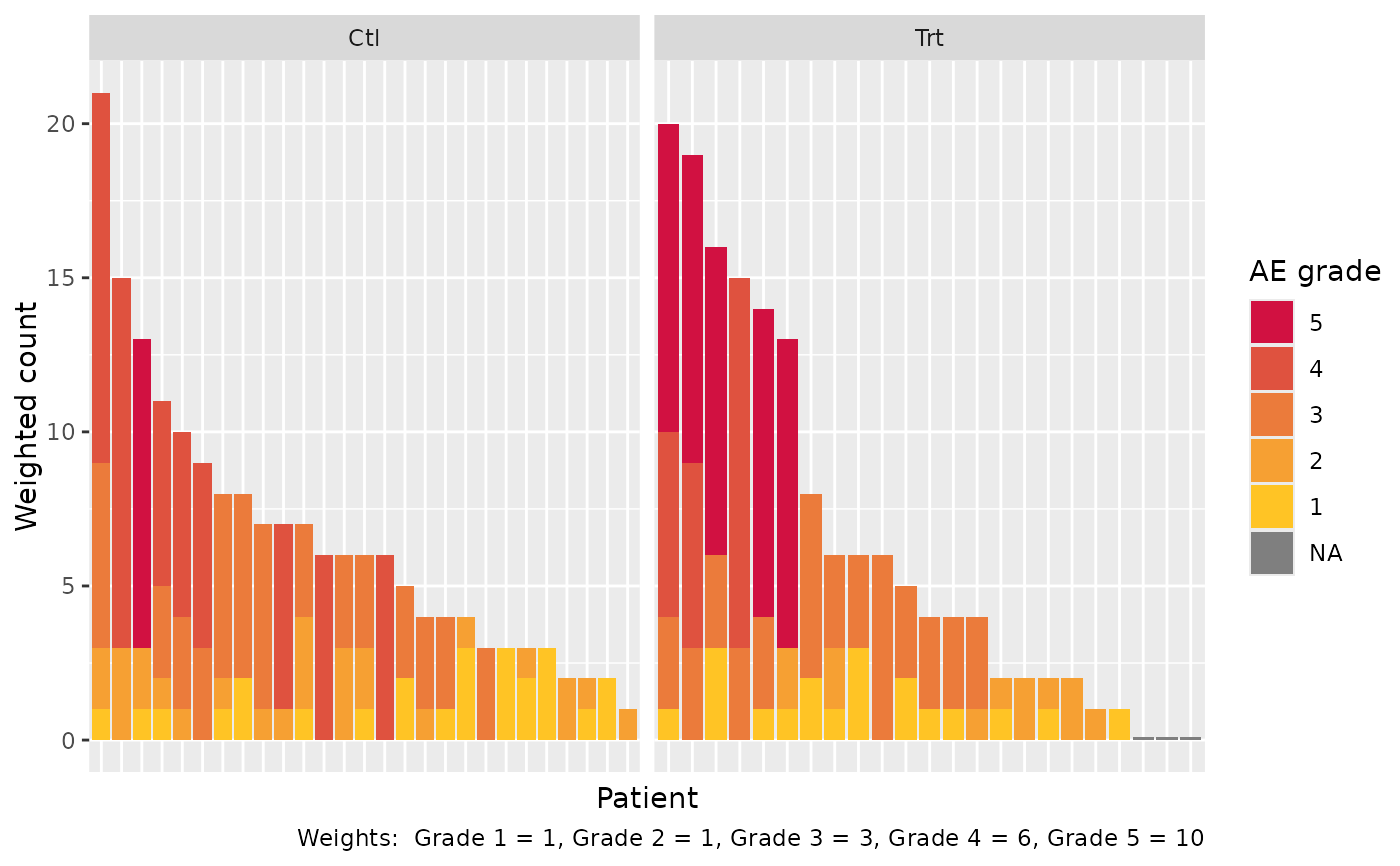 Ctl
Trt
20
15
10
5
0
Weighted count
Patient
Weights:  Grade 1 = 1, Grade 2 = 1, Grade 3 = 3, Grade 4 = 6, Grade 5 = 10
AE grade
5
4
3
2
1
NA